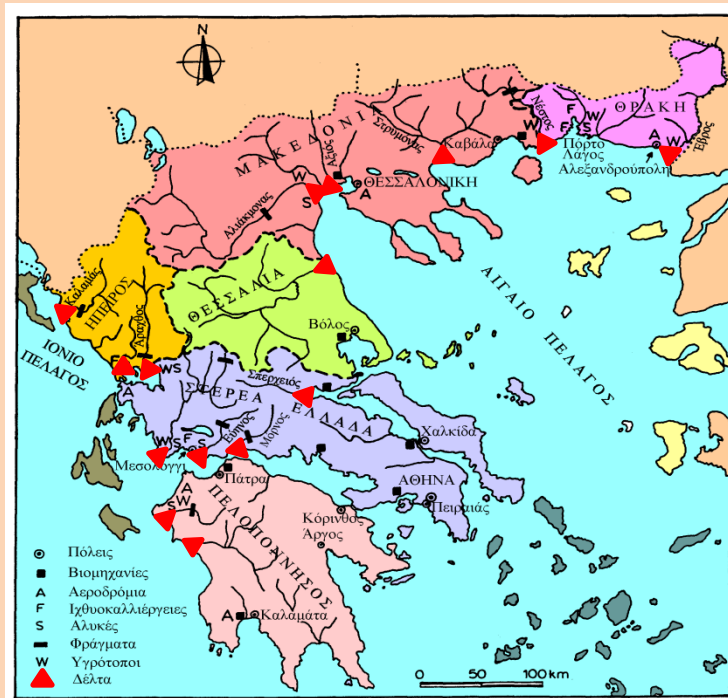 N
ΘΡΑΚΗ
ΜΑΚΕΔΟΝΙΑ
Νέστος
Στρυμόνας
Έβρος
F
F
W
W
S
A
W
Αξιός
Καβάλα
Πόρτο
Λάγος
Αλεξανδρούπολη
W
ΘΕΣΣΑΛΟΝΙΚΗ
S
A
Αλιάκμονας
ΑΙΓΑΙΟ ΠΕΛΑΓΟΣ
Καλαμάς
ΗΠΕΙΡΟΣ
ΘΕΣΣΑΛΙΑ
Άραχθος
Βόλος
ΙΟΝΙΟ
ΠΕΛΑΓΟΣ
F
W S
A
Σπερχειός
ΣΤΕΡΕΑ ΕΛΛΑΔΑ
Εύηνος
Μόρνος
Χαλκίδα
W S F S
Μεσολόγγι
Πάτρα
ΑΘΗΝΑ
Πειραιάς
A
S W
ΠΕΛΟΠΟΝΝΗΣΟΣ
Κόρινθος
Άργος
A
Καλαμάτα
Πόλεις
Βιομηχανίες
A Αεροδρόμια
F Ιχθυοκαλλιέργειες
S Αλυκές
Φράγματα
W Υγρότοποι
Δέλτα
0 50 100 km